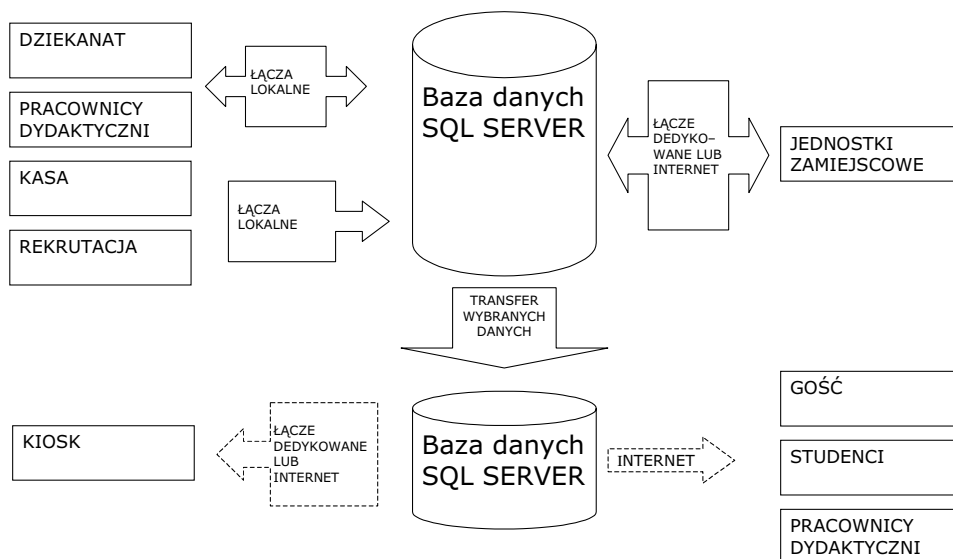 DZIEKANAT
PRACOWNICY
DYDAKTYCZNI
KASA
REKRUTACJA
ŁĄCZA
LOKALNE
ŁĄCZA
LOKALNE
Baza danych
SQL SERVER
ŁĄCZE
DEDYKO–
WANE LUB
INTERNET
JEDNOSTKI
ZAMIEJSCOWE
TRANSFER
WYBRANYCH
DANYCH
KIOSK
ŁĄCZE
DEDYKOWANE
LUB
INTERNET
Baza danych
SQL SERVER
INTERNET
GOŚĆ
STUDENCI
PRACOWNICY
DYDAKTYCZNI